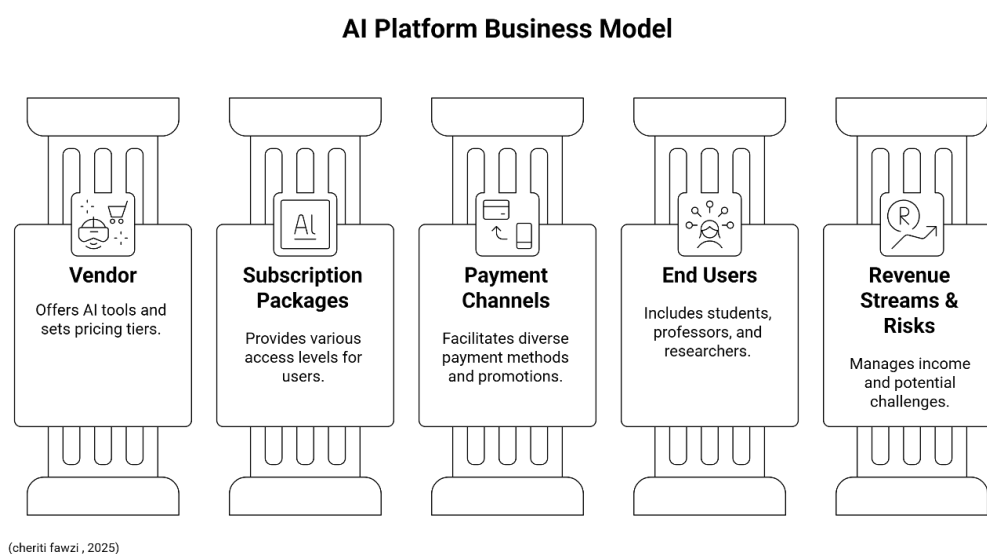 AI Platform Business Model
AI
R
Vendor
Offers AI tools and
sets pricing tiers.
Subscription
Packages
Provides various
access levels for
users.
Payment
Channels
Facilitates diverse
payment methods
and promotions.
End Users
Includes students,
professors, and
researchers.
Revenue
Streams &
Risks
Manages income
and potential
challenges.
(cheriti fawzi , 2025)